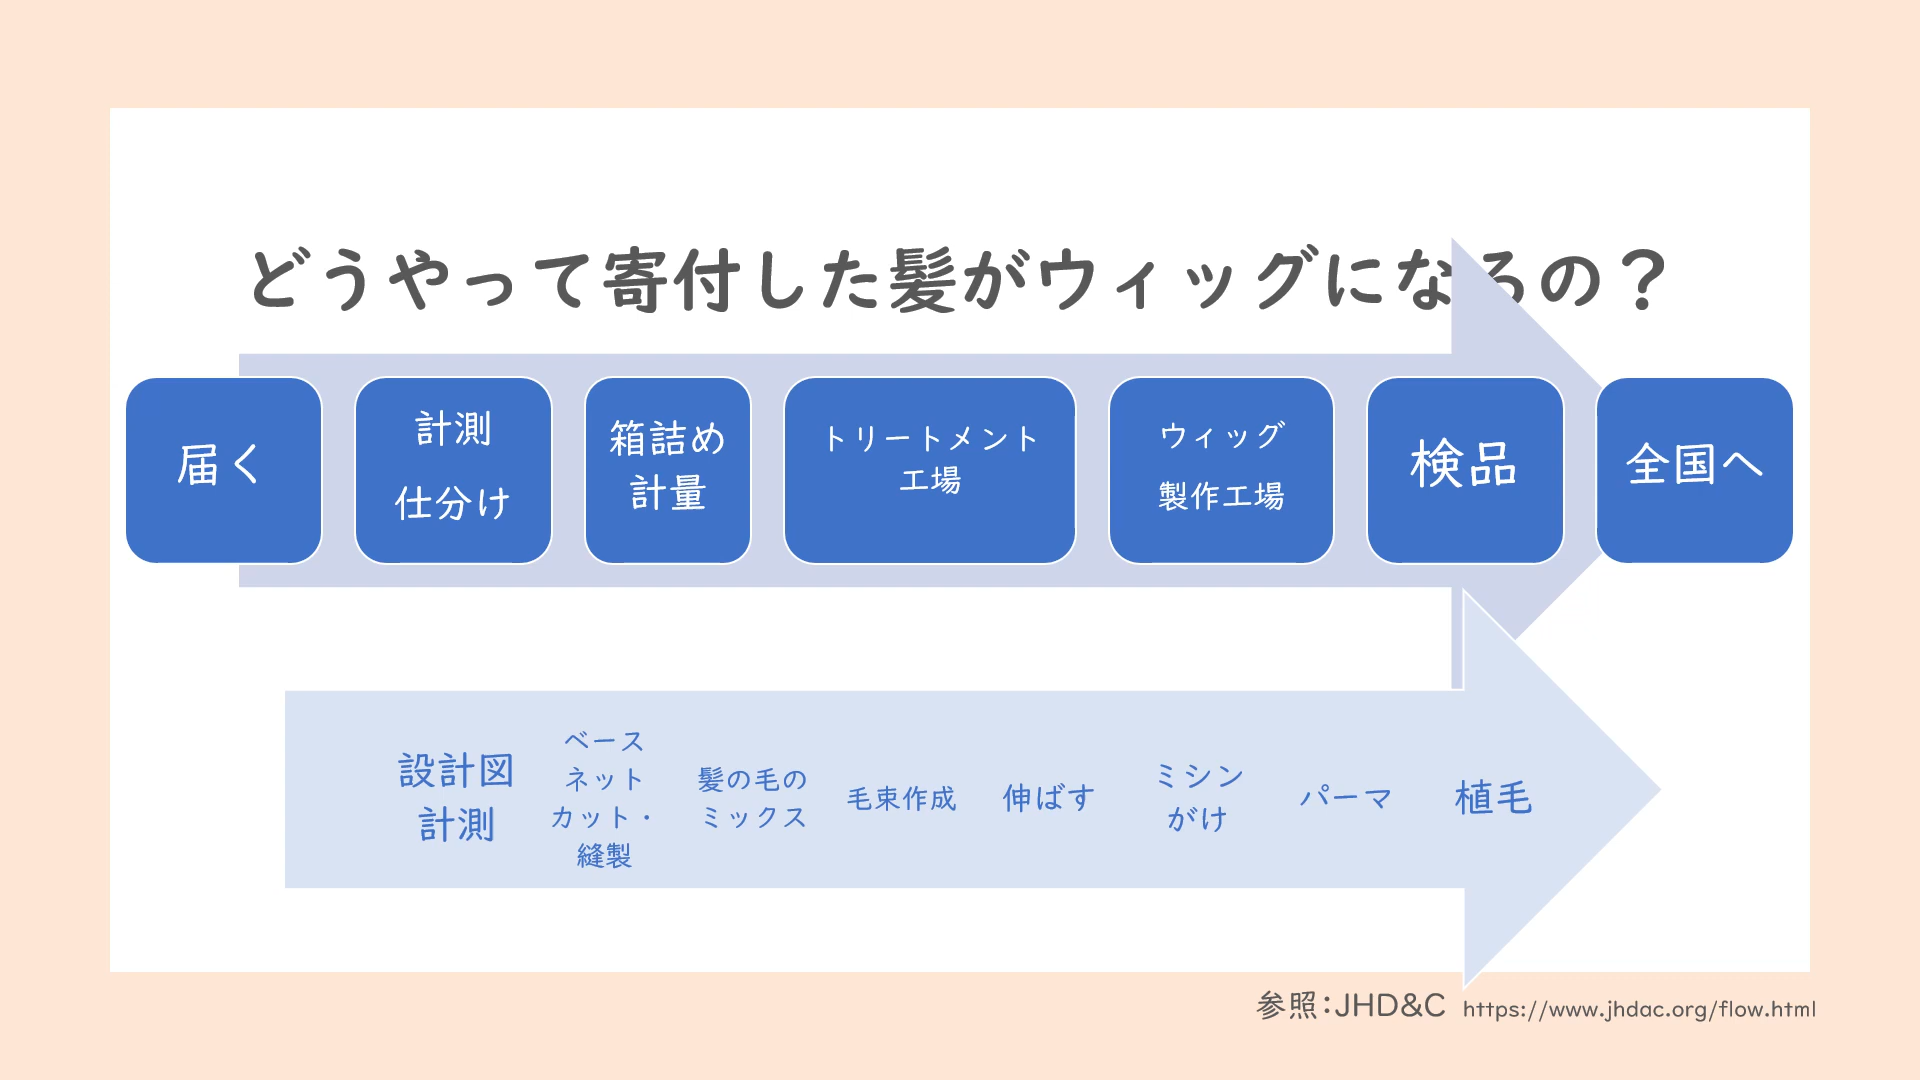 どうやって寄付した髪がウィッグになるの？
届く
計測
仕分け
箱詰め
計量
トリートメント
工場
ウィッグ
製作工場
検品
全国へ
設計図
計測
ベース
ネット
カット・
縫製
髪の毛の
ミックス
毛束作成
伸ばす
ミシン
がけ
パーマ
植毛
参照：JHD&C https://www.jhdac.org/flow.html